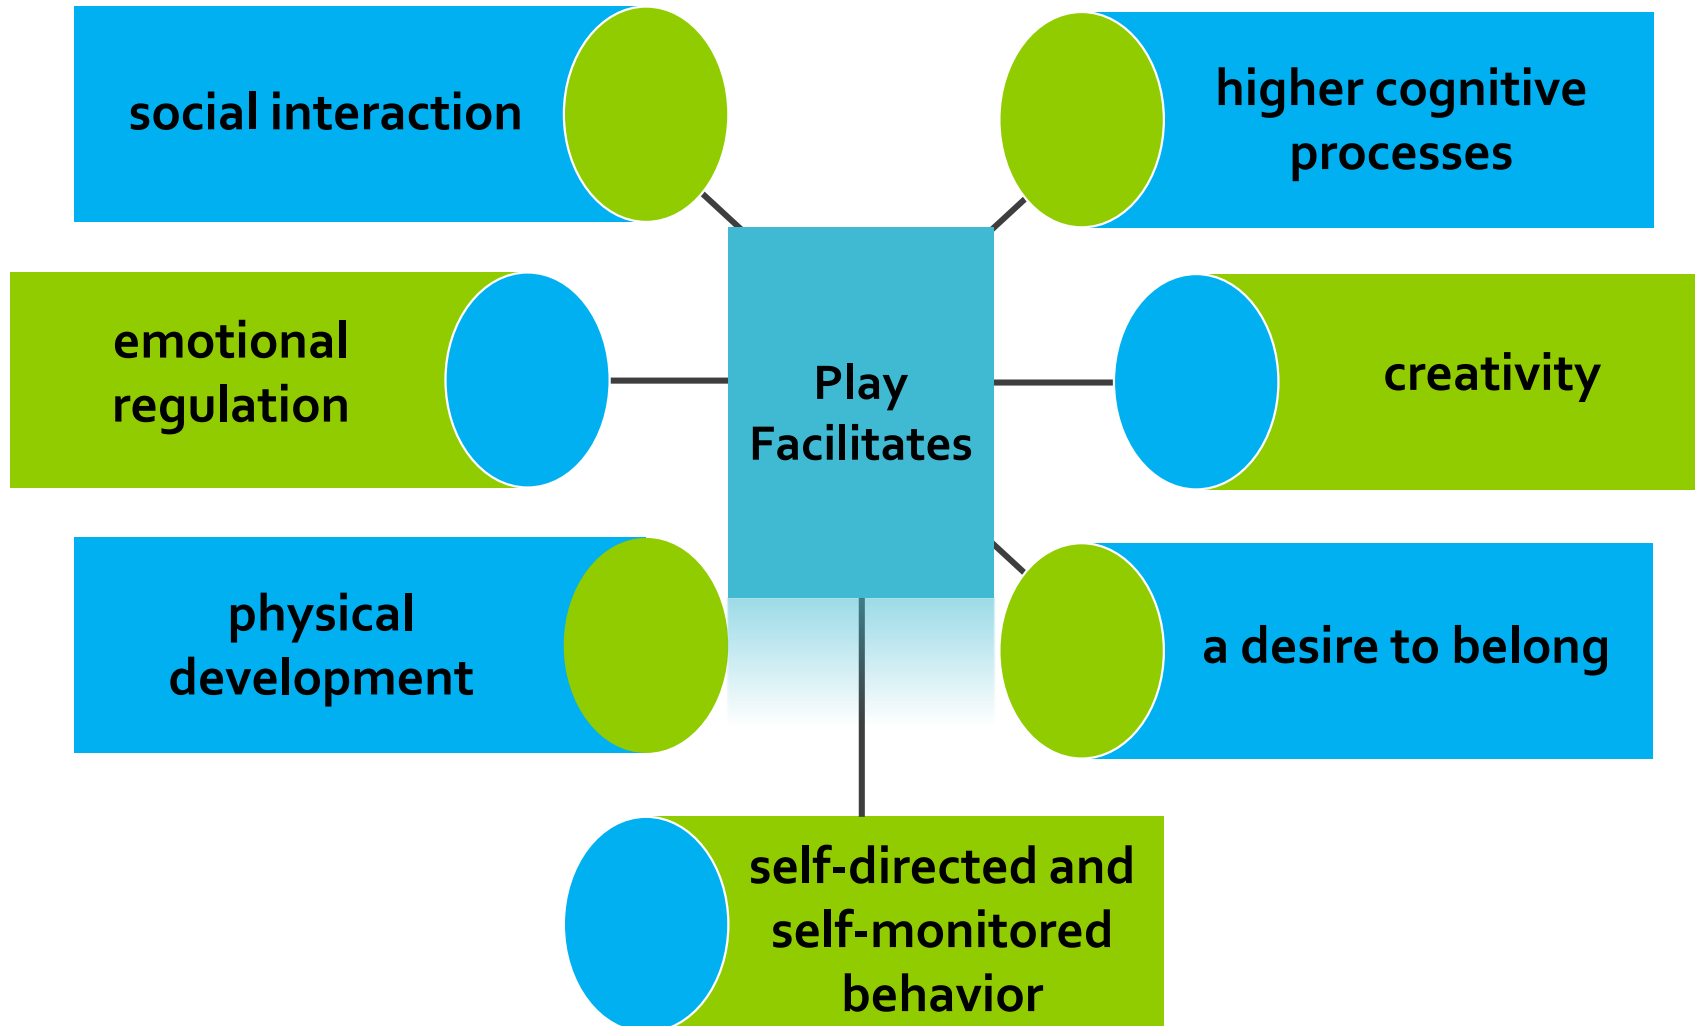 social interaction
higher cognitive
processes
emotional
regulation
Play
Facilitates
creativity
physical
development
a desire to belong
self-directed and
self-monitored
behavior